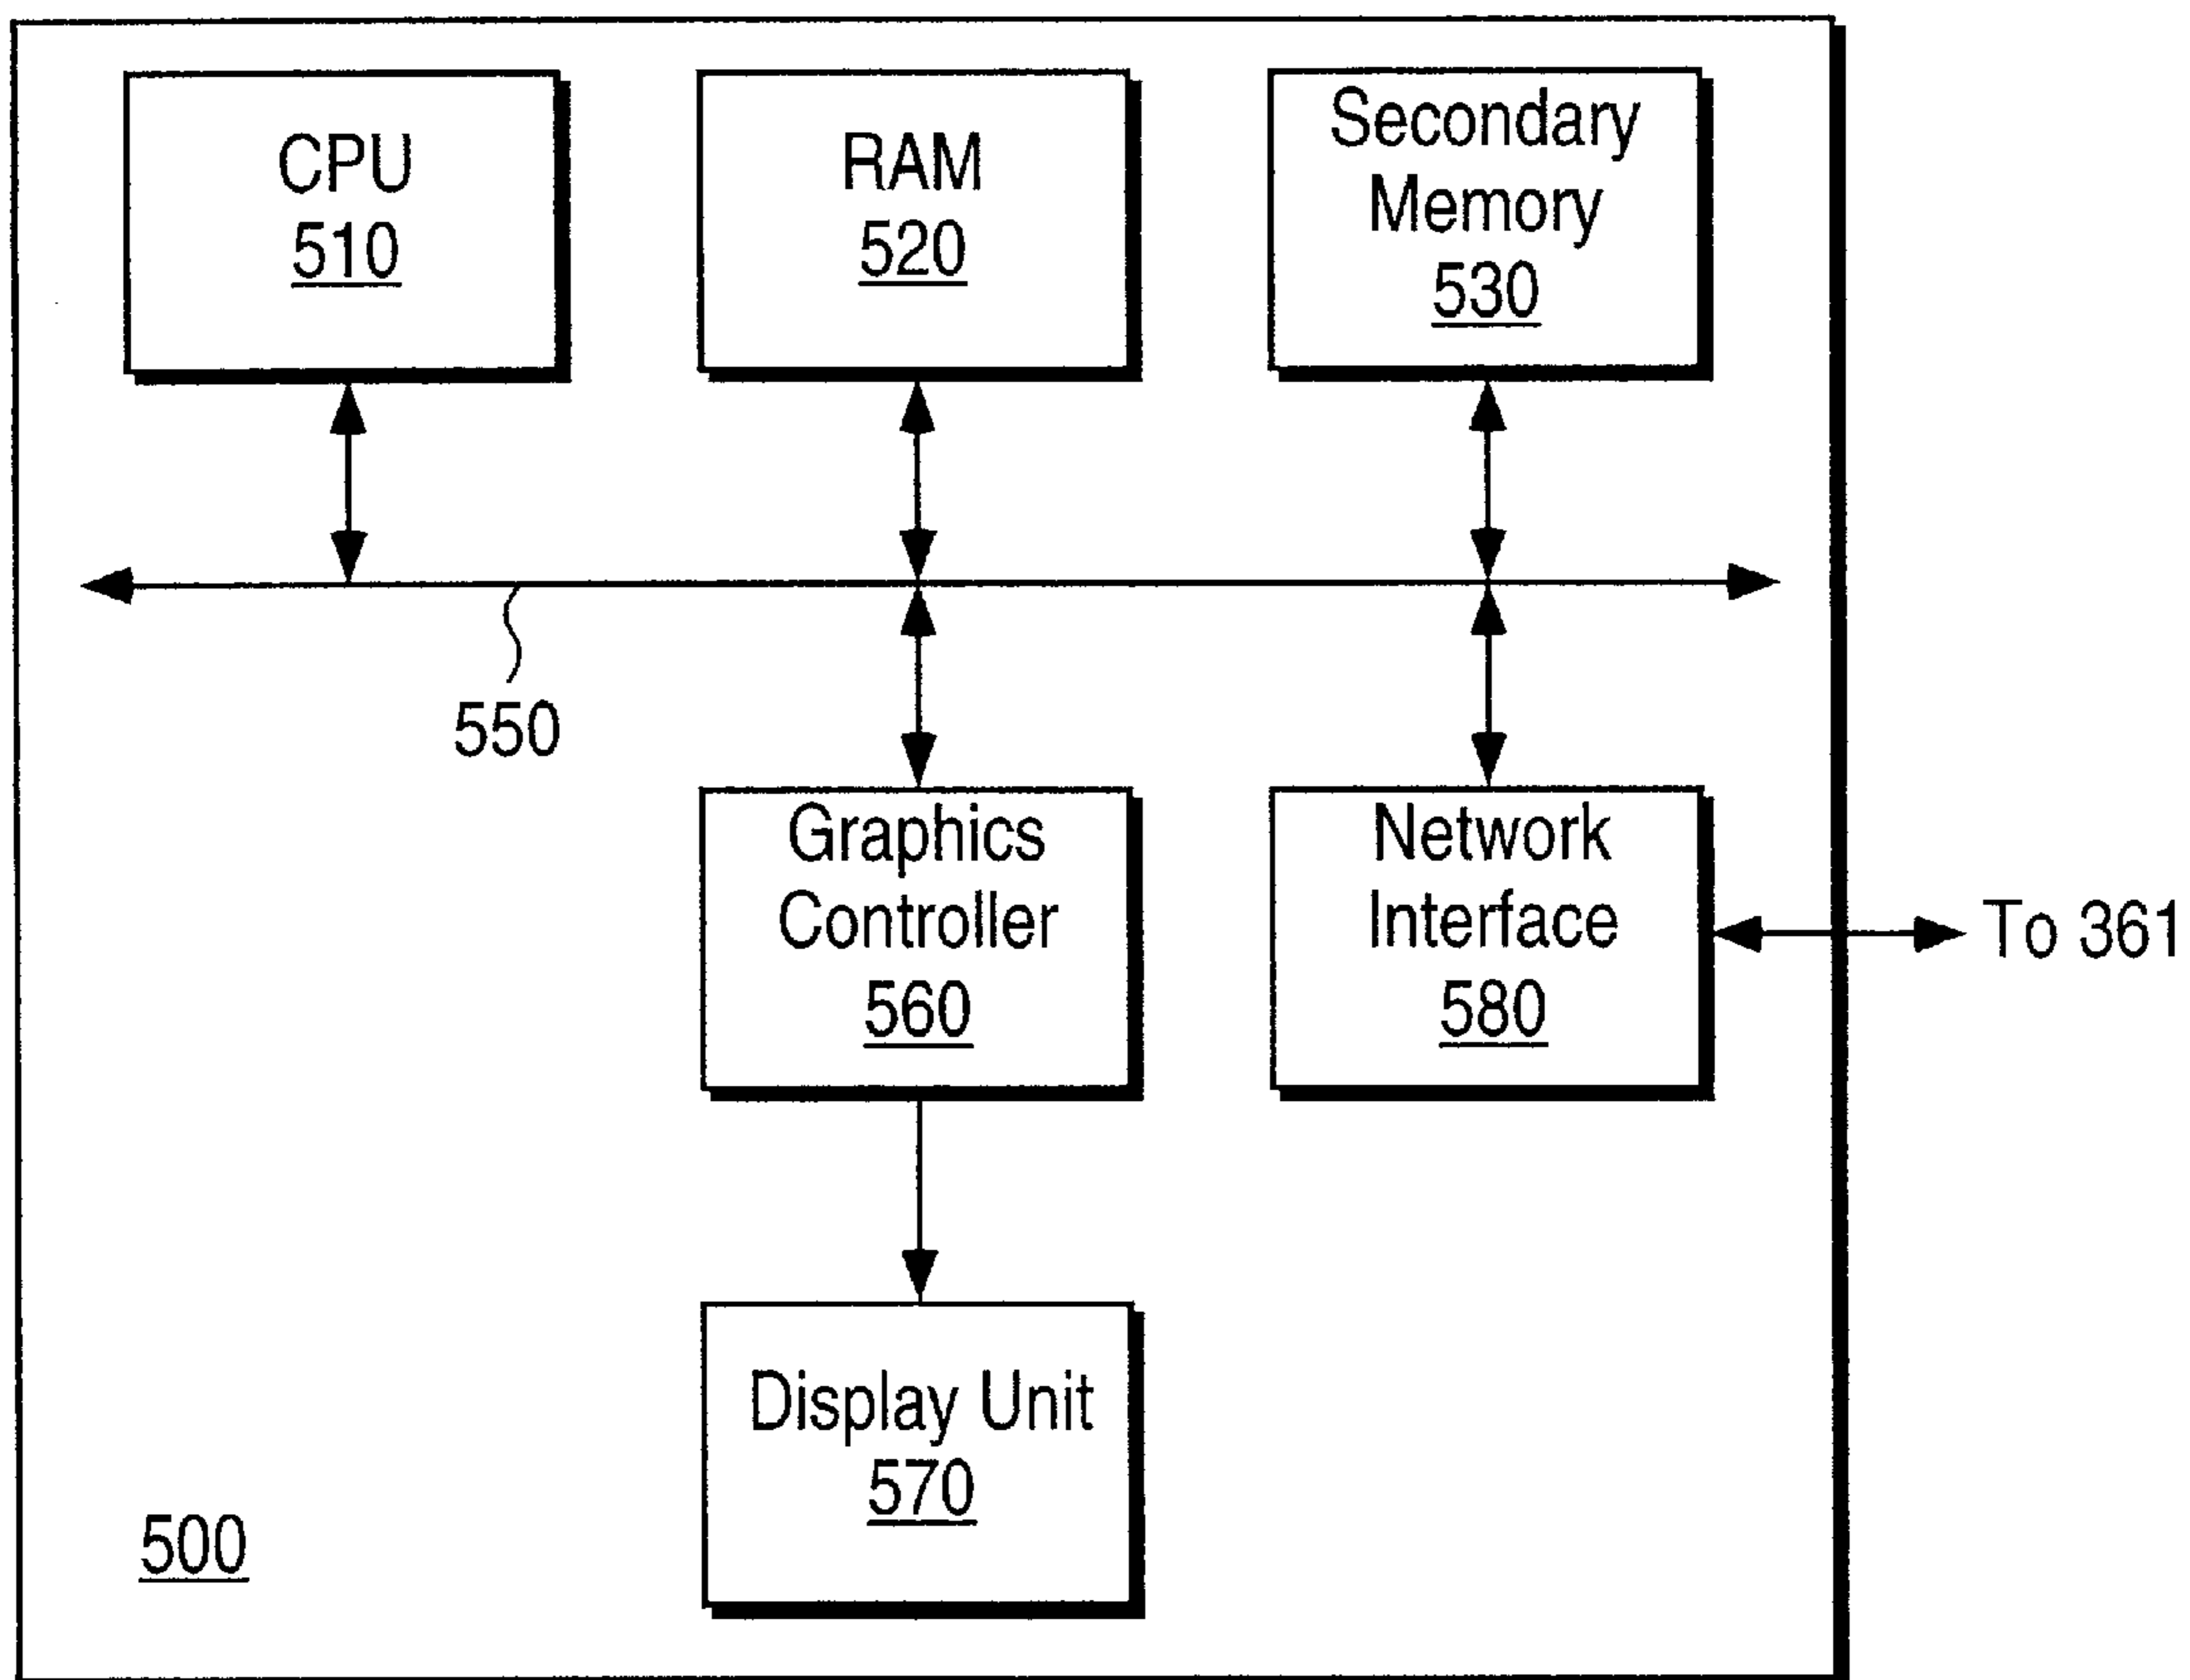 CPU
510
RAM
520
Secondary
Memory
530
550
Graphics
Controller
560
Network
Interface
580
To 361
Display Unit
570
500